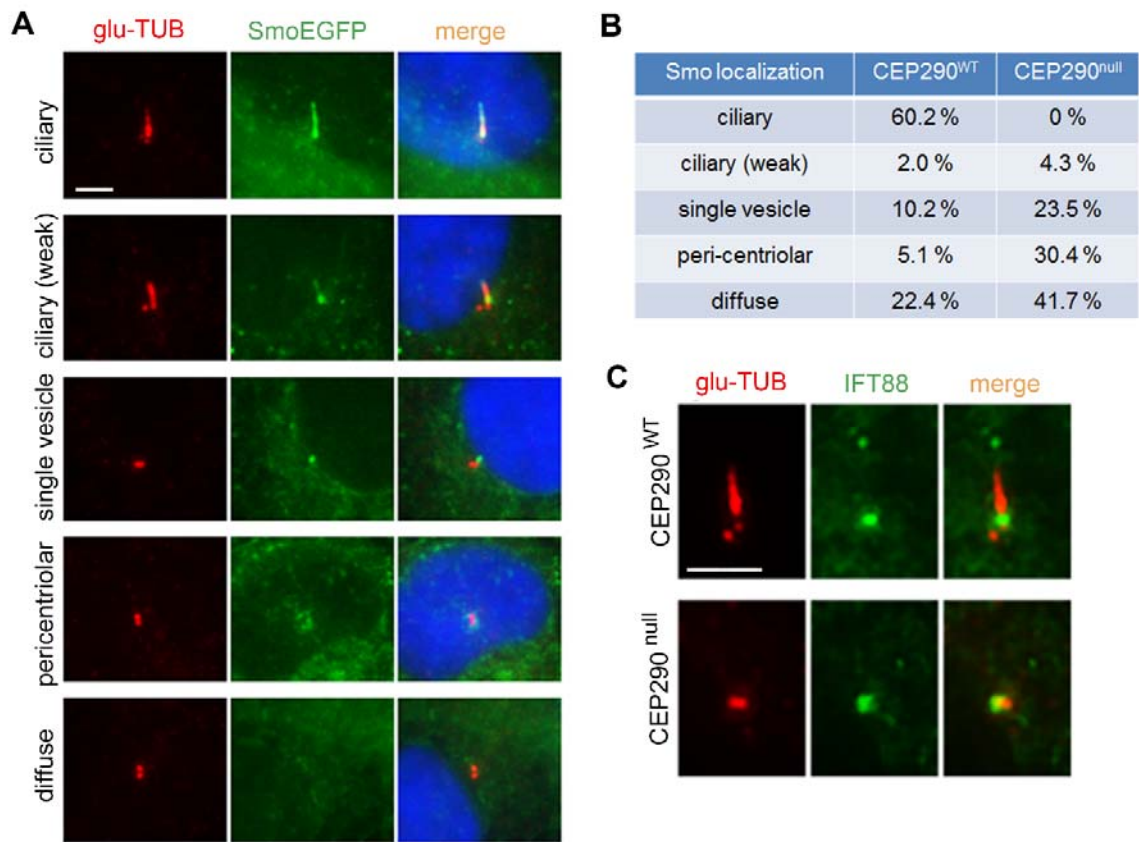 A
glu-TUB SmoEGFP merge
ciliary
ciliary (weak)
single vesicle
pericentriolar
diffuse
B
Smo localization CEP290WT CEP290null
ciliary 60.2 % 0 %
ciliary (weak) 2.0 % 4.3 %
single vesicle 10.2 % 23.5 %
peri-centriolar 5.1 % 30.4 %
diffuse 22.4 % 41.7 %
C
glu-TUB IFT88 merge
CEP290 WT
CEP290 null